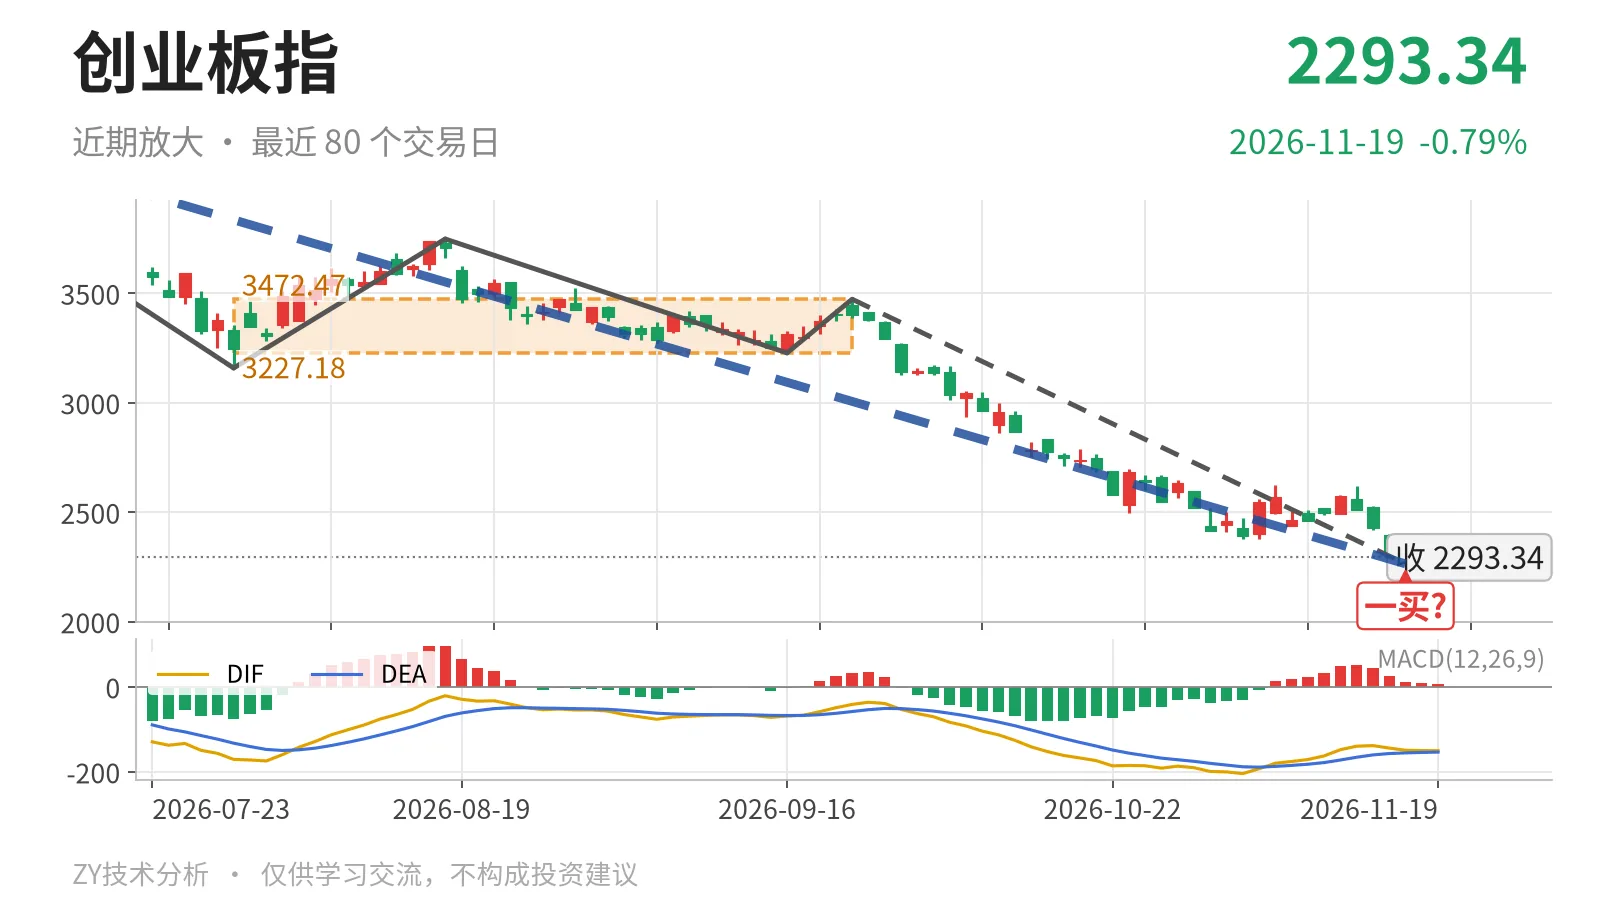 创业板指
2293.34
近期放大 · 最近 80 个交易日
2026-11-19 -0.79%
3472.47
3227.18
3500
3000
2500
2000
收 2293.34
一买?
DIF
DEA
MACD(12,26,9)
0
-200
2026-07-23
2026-08-19
2026-09-16
2026-10-22
2026-11-19
ZY技术分析 · 仅供学习交流，不构成投资建议